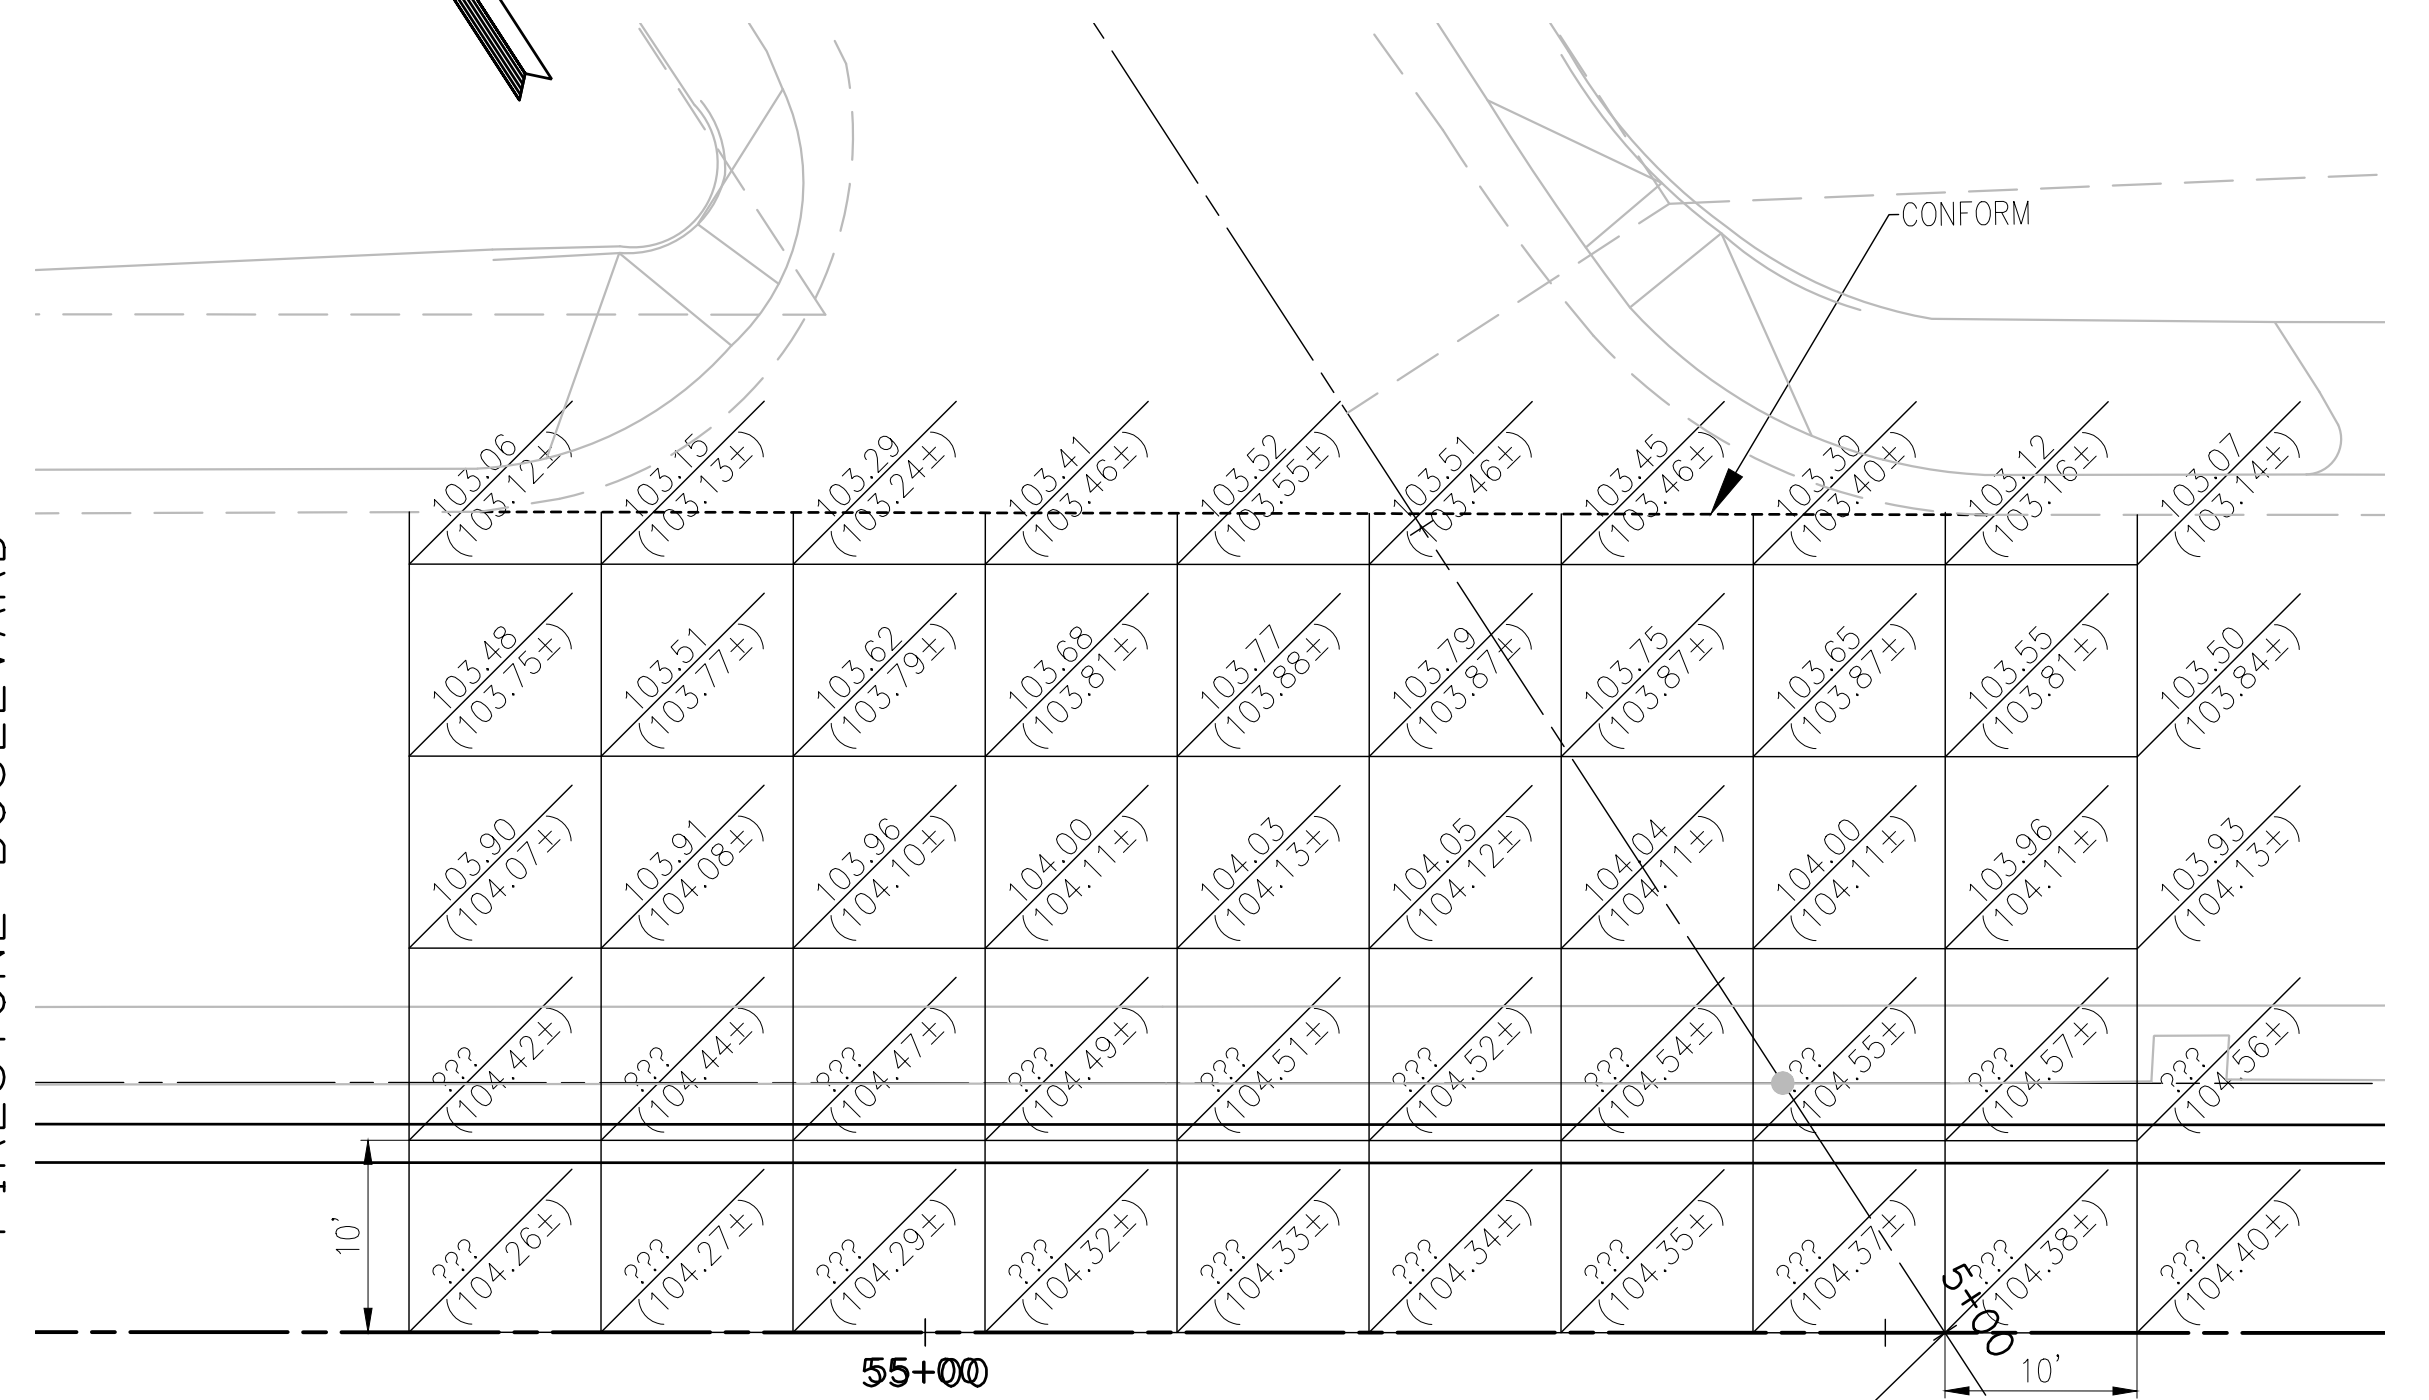 CONFORM
103.06 103.15 103.29 103.41 103.52 103.51 103.45 103.30 103.12 103.07
(103.12±) (103.13±) (103.24±) (103.46±) (103.55±) (103.46±) (103.46±) (103.40±) (103.16±) (103.14±)
103.48 103.51 103.62 103.68 103.77 103.79 103.75 103.65 103.55 103.50
(103.75±) (103.77±) (103.79±) (103.81±) (103.88±) (103.87±) (103.87±) (103.87±) (103.81±) (103.84±)
103.90 103.91 103.96 104.00 104.03 104.05 104.04 104.00 103.96 103.93
(104.07±) (104.08±) (104.10±) (104.11±) (104.13±) (104.12±) (104.11±) (104.11±) (104.11±) (104.13±)
??? ??? ??? ??? ??? ??? ??? ??? ??? ???
(104.42±) (104.44±) (104.47±) (104.49±) (104.51±) (104.52±) (104.54±) (104.55±) (104.57±) (104.56±)
10'
??? ??? ??? ??? ??? ??? ??? ??? ??? ???
(104.26±) (104.27±) (104.29±) (104.32±) (104.33±) (104.34±) (104.35±) (104.37±) (104.38±) (104.40±)
5+00
55+00
10'